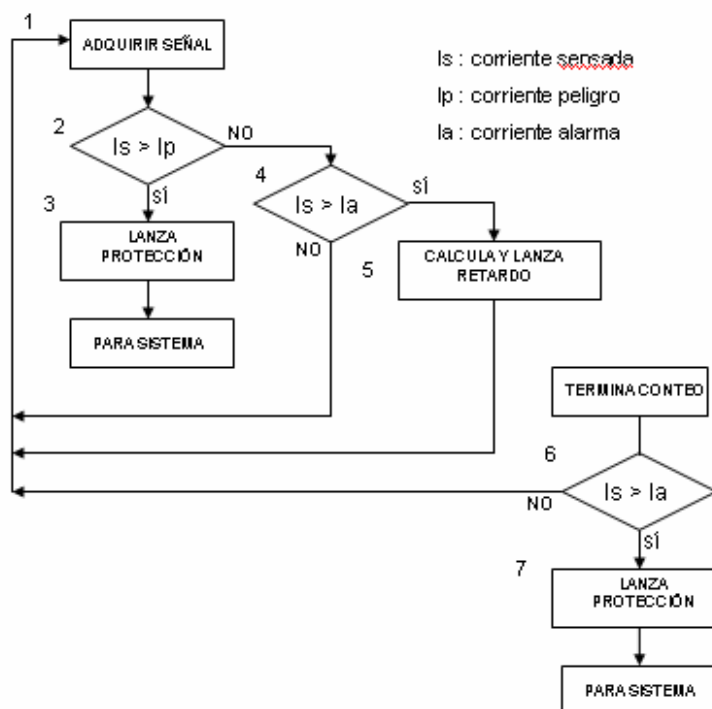 1
ADQUIRIR SEÑAL
Is : corriente sensada
Ip : corriente peligro
Ia : corriente alarma
2
Is > Ip
NO
SÍ
3
LANZA
PROTECCIÓN
PARA SISTEMA
4
Is > Ia
SÍ
NO
5
CALCULA Y LANZA
RETARDO
TERMINA CONTEO
6
Is > Ia
NO
SÍ
7
LANZA
PROTECCIÓN
PARA SISTEMA